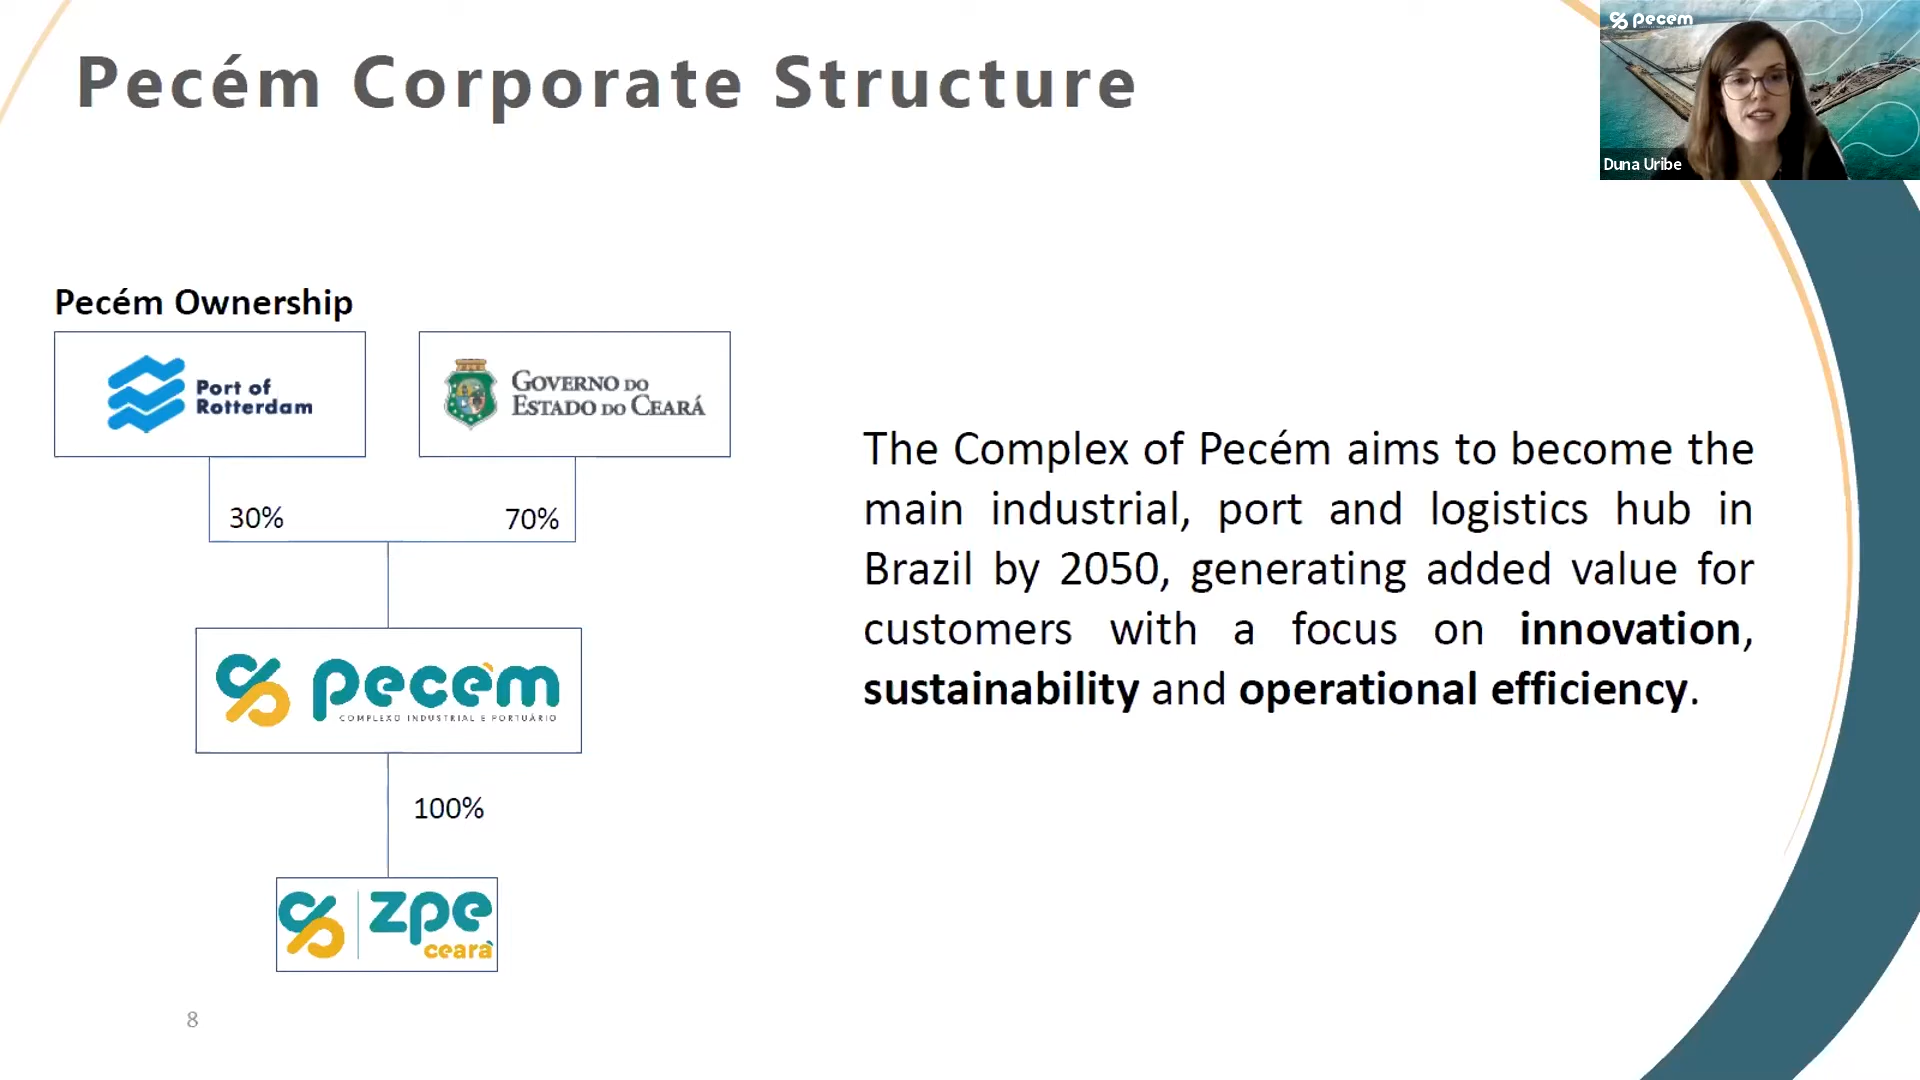 Pecém Corporate Structure
pecém
Duna Uribe
Pecém Ownership
Port of
Rotterdam
GOVERNO DO
ESTADO DO CEARÁ
30%
70%
pecém
COMPLEXO INDUSTRIAL E PORTUÁRIO
100%
zpe
ceará
The Complex of Pecém aims to become the
main industrial, port and logistics hub in
Brazil by 2050, generating added value for
customers with a focus on innovation,
sustainability and operational efficiency.
8